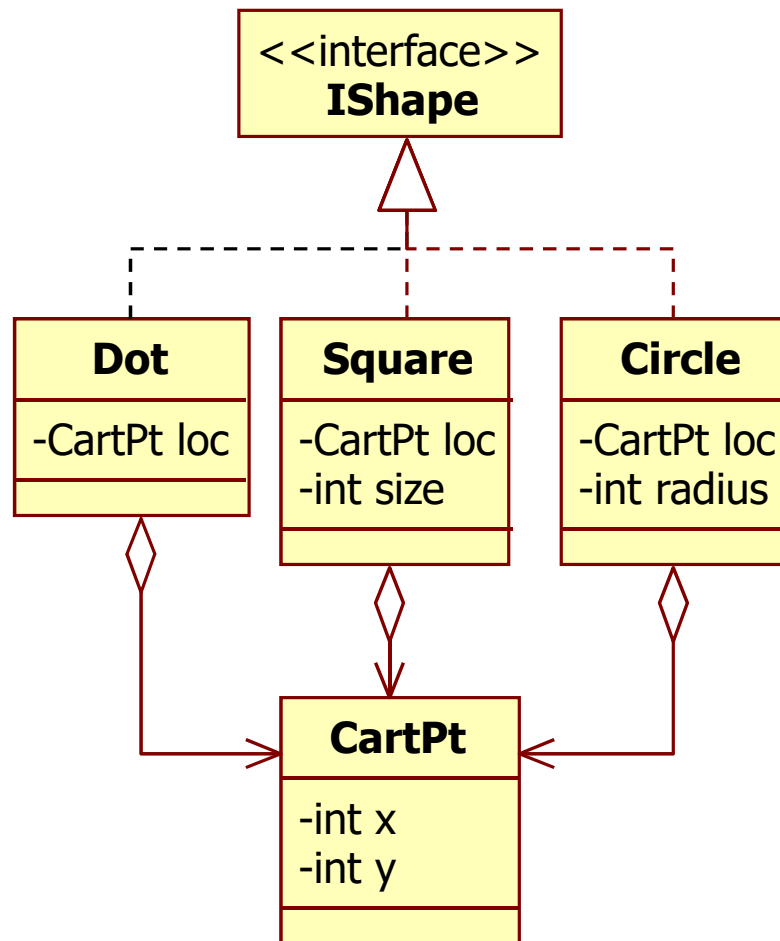 <<interface>>
IShape
Dot
-CartPt loc
Square
-CartPt loc
-int size
Circle
-CartPt loc
-int radius
CartPt
-int x
-int y